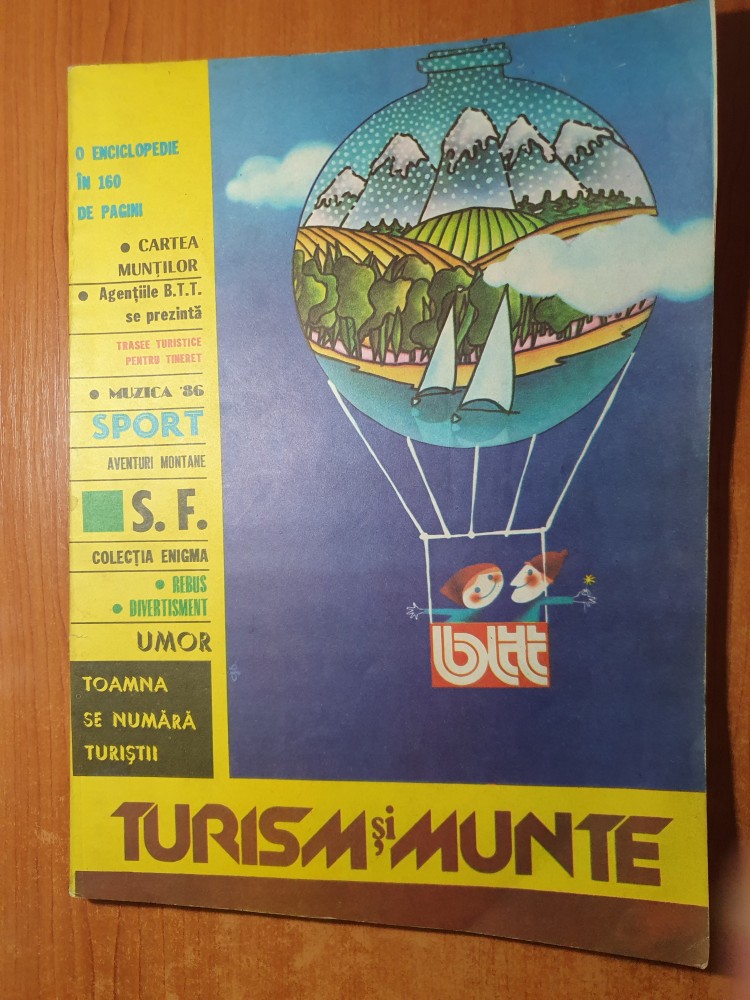 O ENCICLOPEDIE
ÎN 160
DE PAGINI
• CARTEA
MUNȚILOR
• Agențiile B.T.T.
se prezintă
TRASEE TURISTICE
PENTRU TINERET
• MUZICA '86
SPORT
AVENTURI MONTANE
S. F.
COLECȚIA ENIGMA
• REBUS
• DIVERTISMENT
UMOR
TOAMNA
SE NUMĂRĂ
TURIȘTII
btt
TURISM și MUNTE